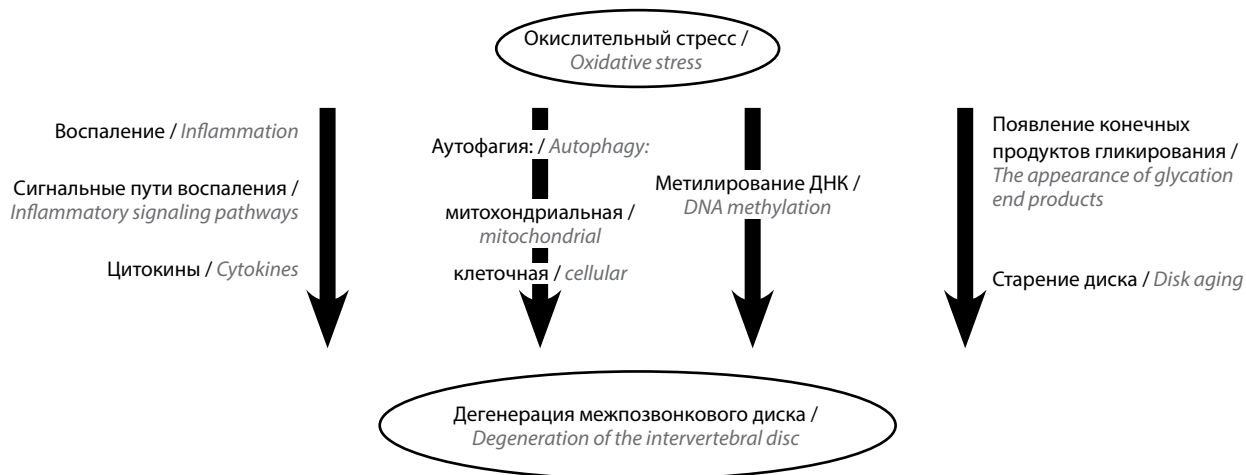 Окислительный стресс /
Oxidative stress
Воспаление / Inflammation
Сигнальные пути воспаления /
Inflammatory signaling pathways
Цитокины / Cytokines
Аутофагия: / Autophagy:
митохондриальная /
mitochondrial
клеточная / cellular
Метилирование ДНК /
DNA methylation
Появление конечных
продуктов гликирования /
The appearance of glycation
end products
Старение диска / Disk aging
Дегенерация межпозвонкового диска /
Degeneration of the intervertebral disc